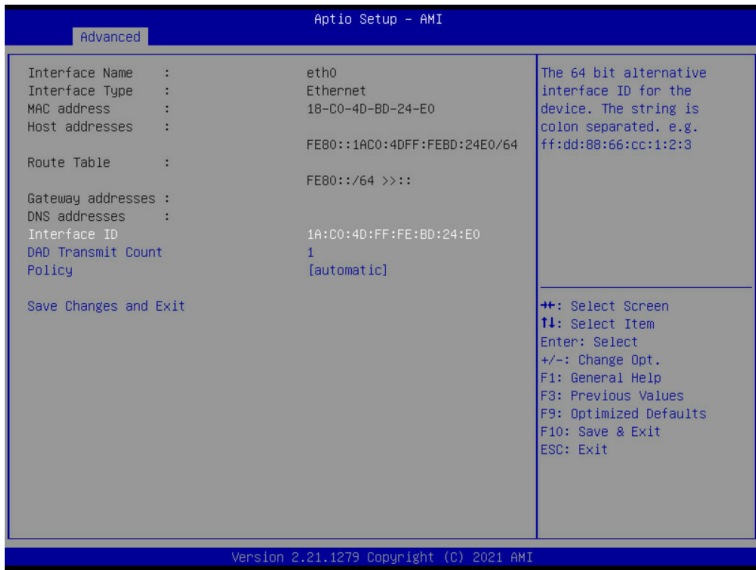 Aptio Setup – AMI
Advanced
Interface Name :
eth0
Interface Type :
Ethernet
MAC address :
18-C0-4D-BD-24-E0
Host addresses :
FE80::1AC0:4DFF:FEBD:24E0/64
Route Table :
FE80::/64 >>::
Gateway addresses :
DNS addresses :
Interface ID
1A:C0:4D:FF:FE:BD:24:E0
DAD Transmit Count
1
Policy
[automatic]
Save Changes and Exit
The 64 bit alternative
interface ID for the
device. The string is
colon separated. e.g.
ff:dd:88:66:cc:1:2:3
→←: Select Screen
↑↓: Select Item
Enter: Select
+/-: Change Opt.
F1: General Help
F3: Previous Values
F9: Optimized Defaults
F10: Save & Exit
ESC: Exit
Version 2.21.1279 Copyright (C) 2021 AMI